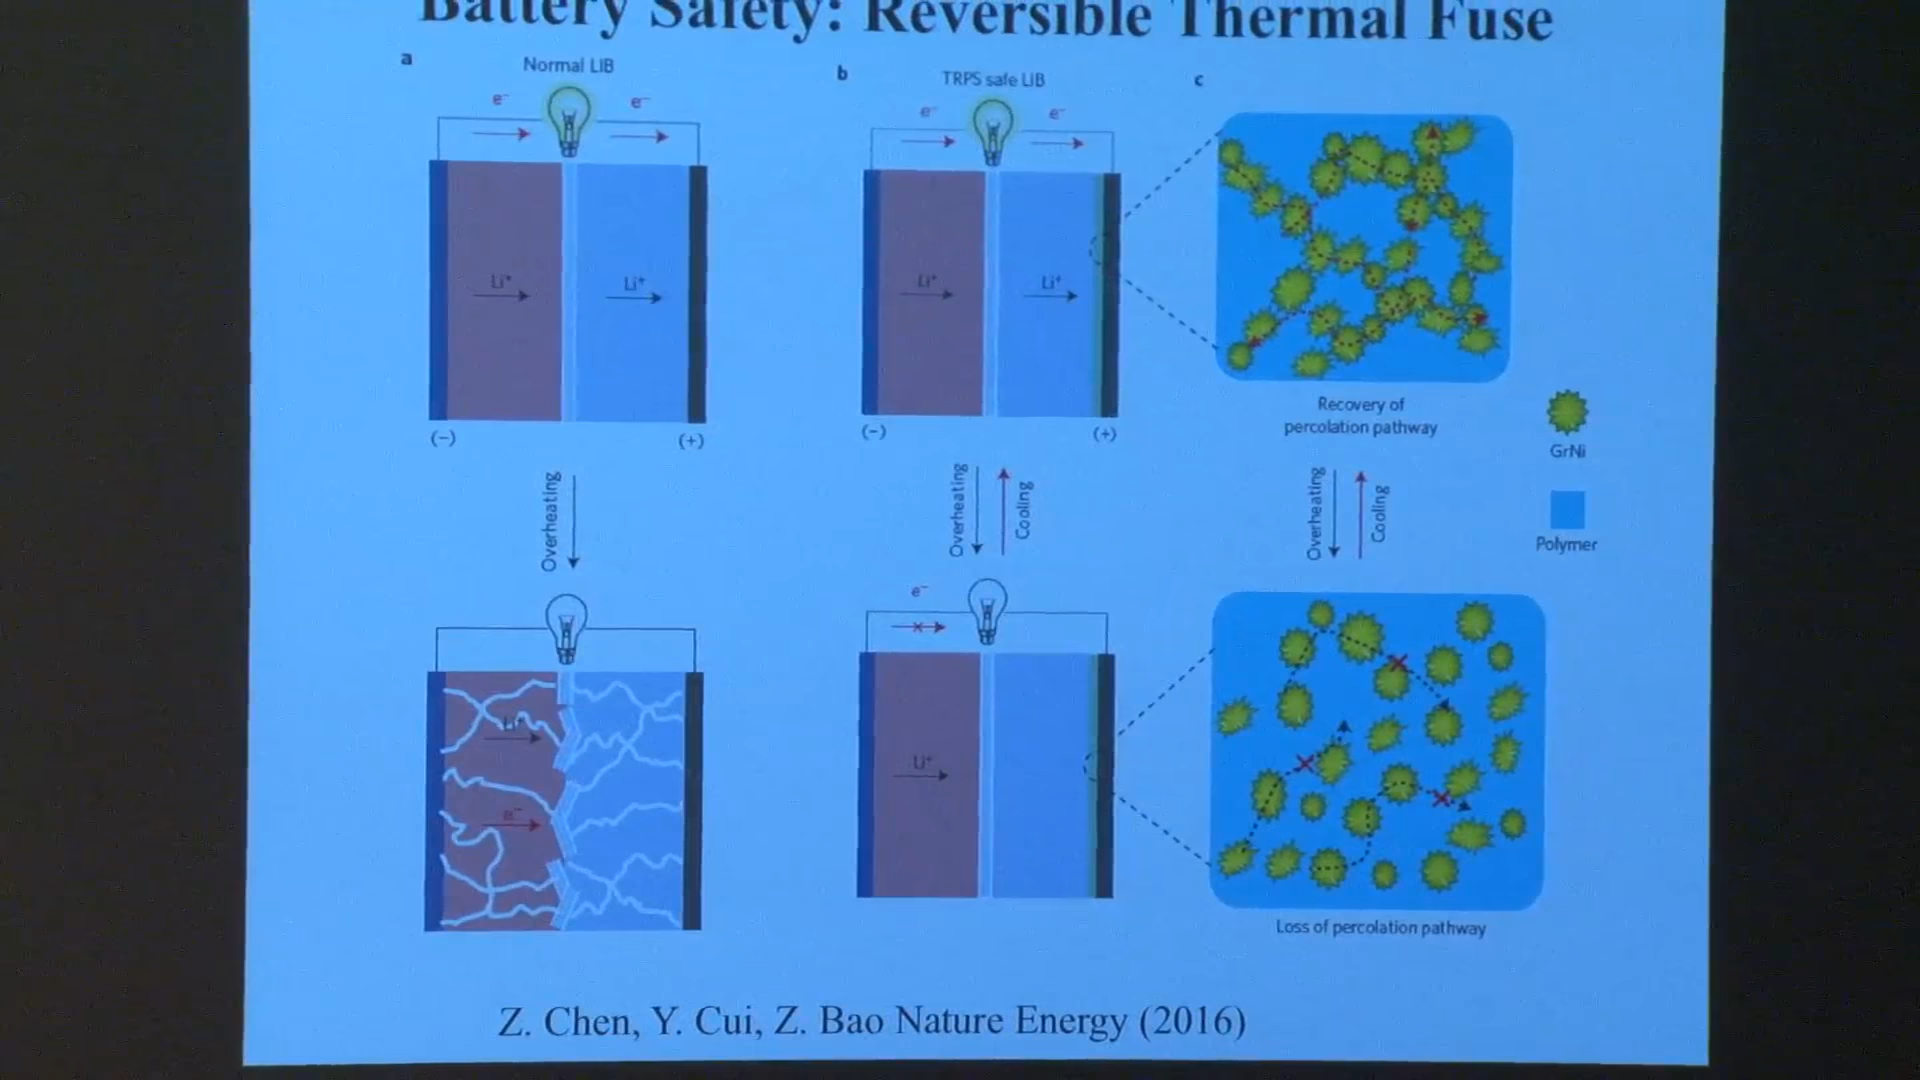 Battery Safety: Reversible Thermal Fuse
a
Normal LIB
e⁻
e⁻
Li⁺
Li⁺
(−)
(+)
Overheating
Li⁺
e⁻
b
TRPS safe LIB
e⁻
e⁻
Li⁺
Li⁺
(−)
(+)
Overheating
Cooling
e⁻
Li⁺
c
Recovery of
percolation pathway
Overheating
Cooling
Loss of percolation pathway
GrNi
Polymer
Z. Chen, Y. Cui, Z. Bao Nature Energy (2016)